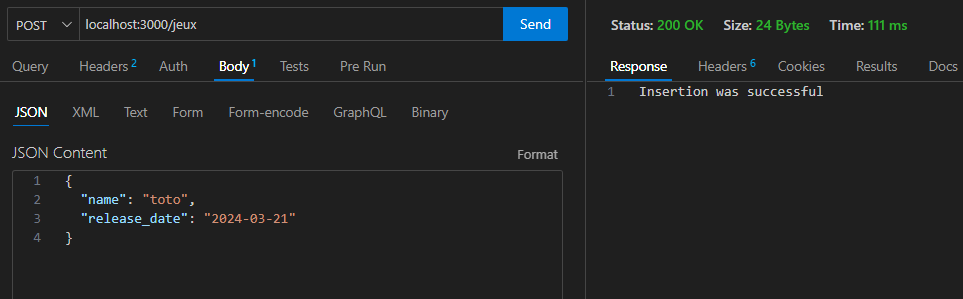 POST localhost:3000/jeux Send
Query Headers 2 Auth Body 1 Tests Pre Run
JSON XML Text Form Form-encode GraphQL Binary
JSON Content Format
1 {
2 "name": "toto",
3 "release_date": "2024-03-21"
4 }
Status: 200 OK Size: 24 Bytes Time: 111 ms
Response Headers 6 Cookies Results Docs
1 Insertion was successful